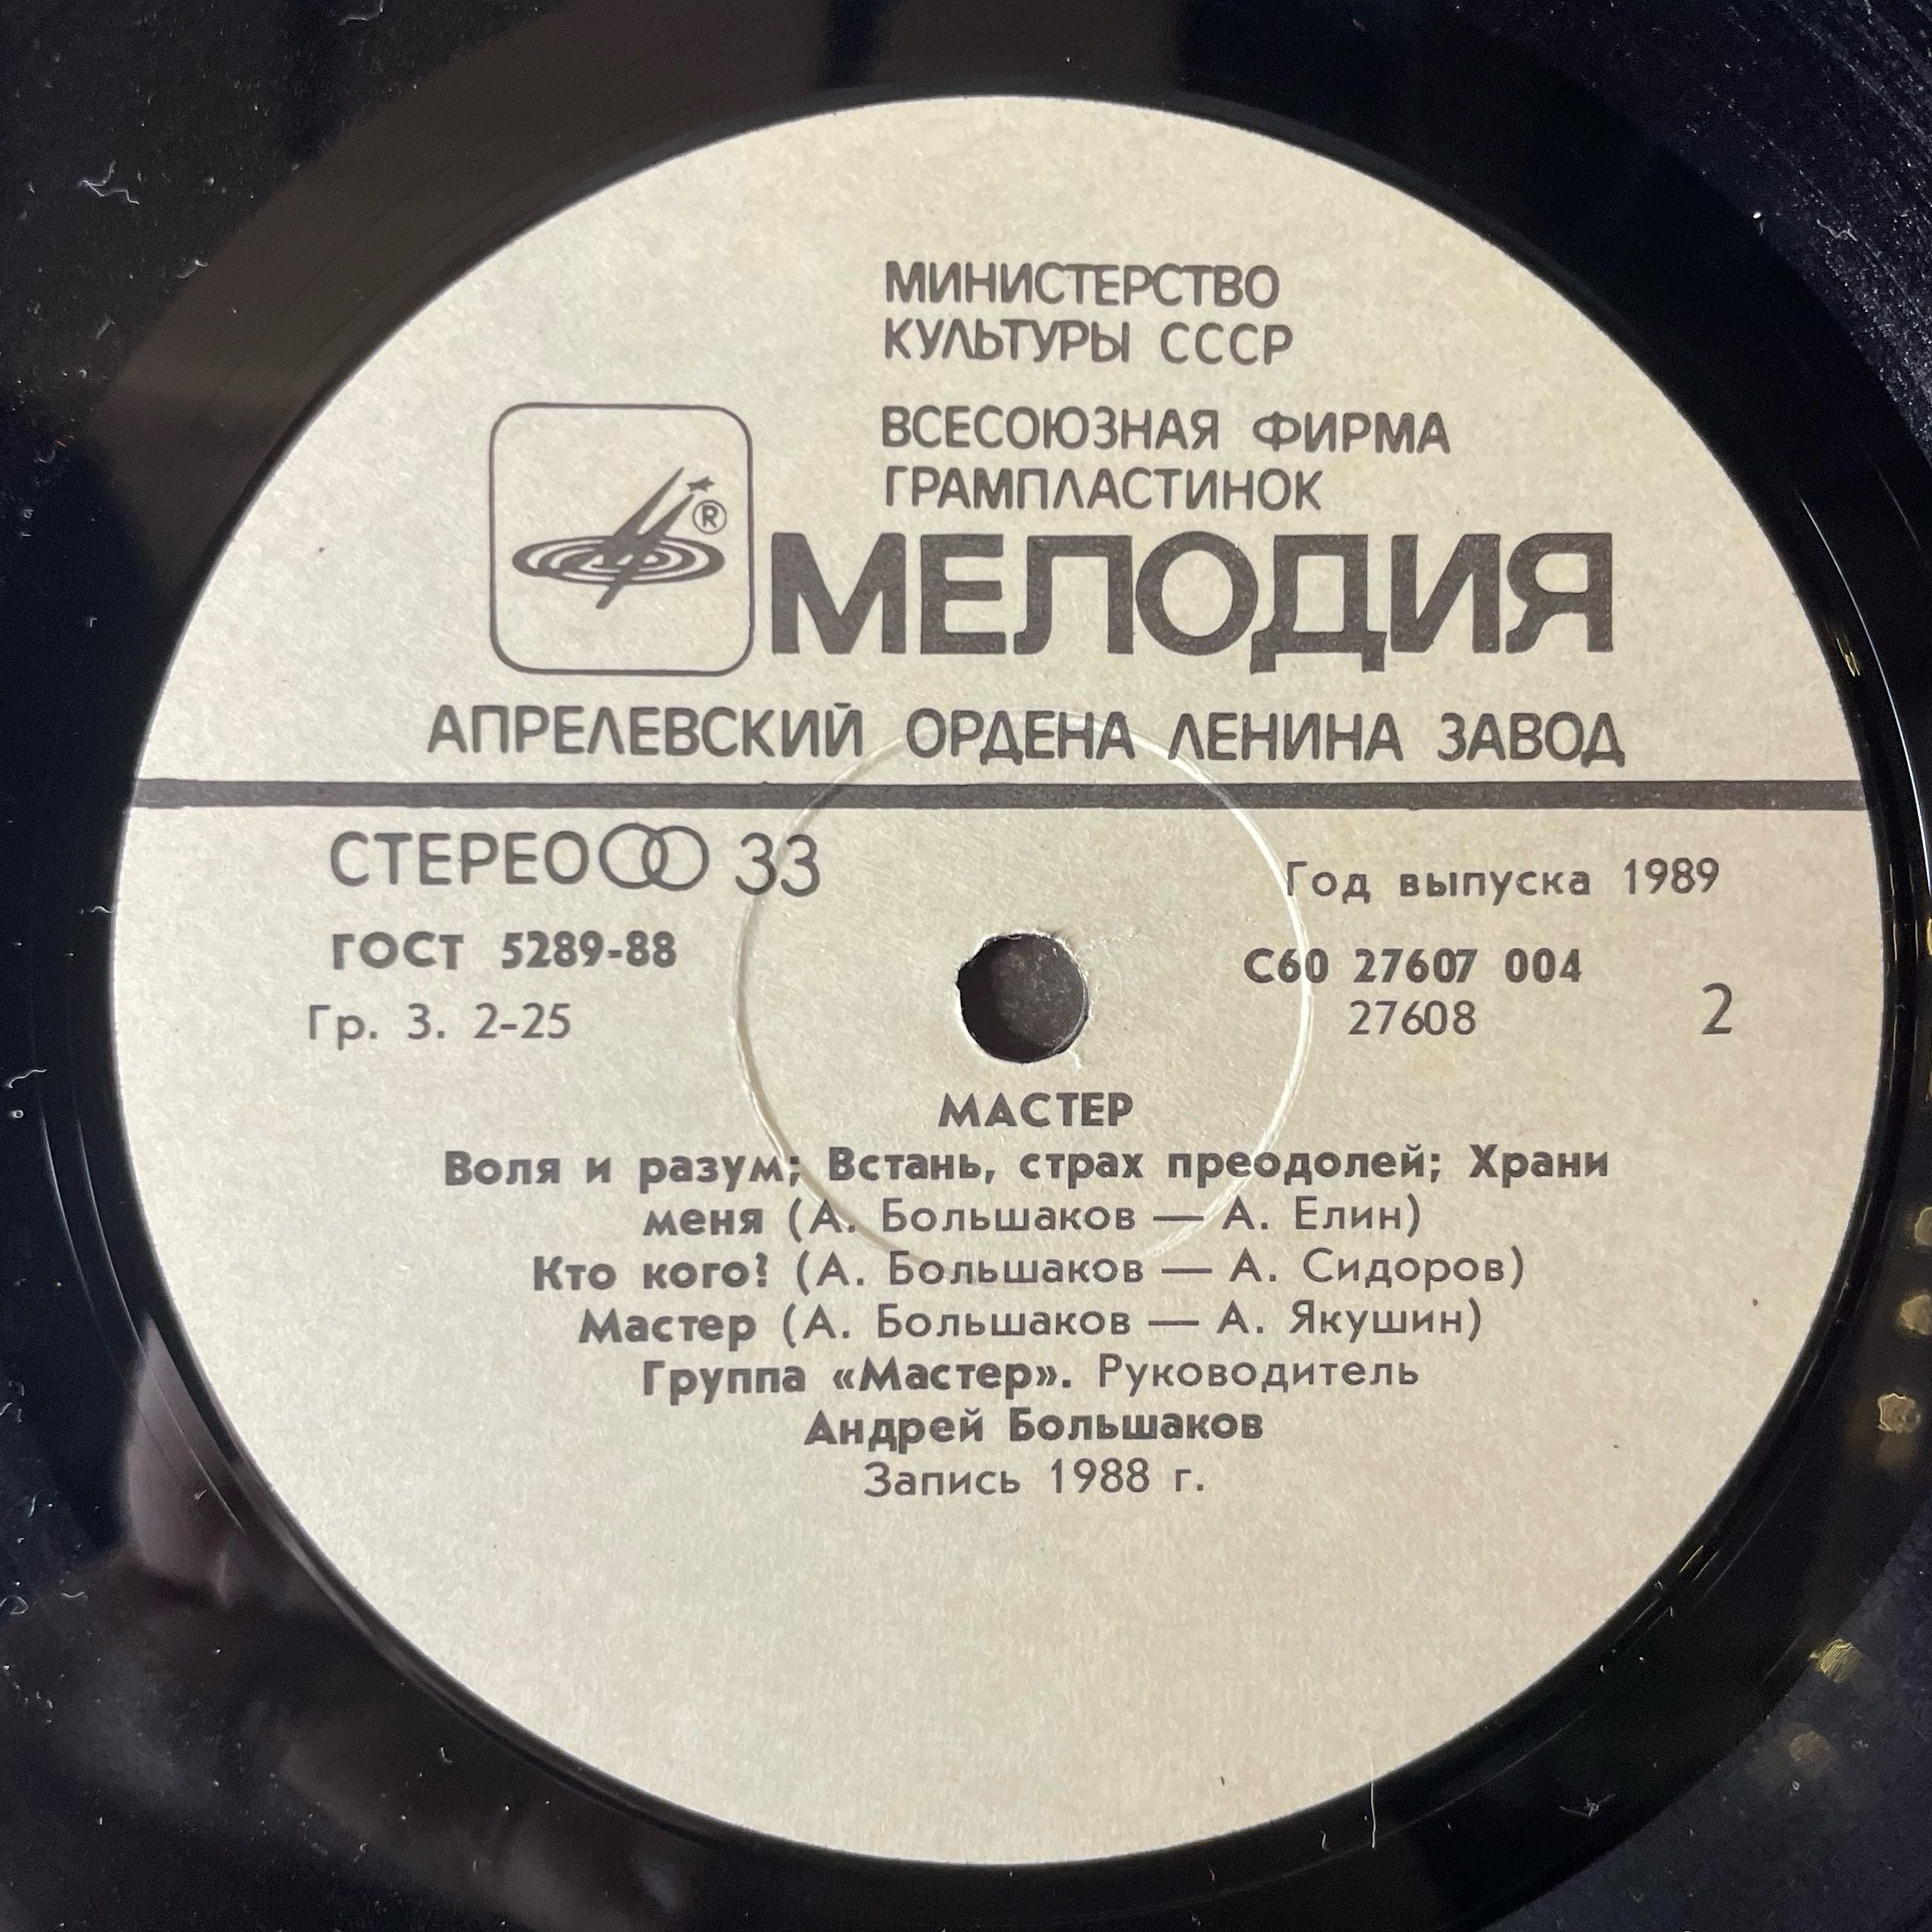 МИНИСТЕРСТВО
КУЛЬТУРЫ СССР
ВСЕСОЮЗНАЯ ФИРМА
ГРАМПЛАСТИНОК
®
МЕЛОДИЯ
АПРЕЛЕВСКИЙ ОРДЕНА ЛЕНИНА ЗАВОД
СТЕРЕО 33
Год выпуска 1989
ГОСТ 5289-88
С60 27607 004
Гр. 3. 2-25
27608
2
МАСТЕР
Воля и разум; Встань, страх преодолей; Храни
меня (А. Большаков — А. Елин)
Кто кого? (А. Большаков — А. Сидоров)
Мастер (А. Большаков — А. Якушин)
Группа «Мастер». Руководитель
Андрей Большаков
Запись 1988 г.